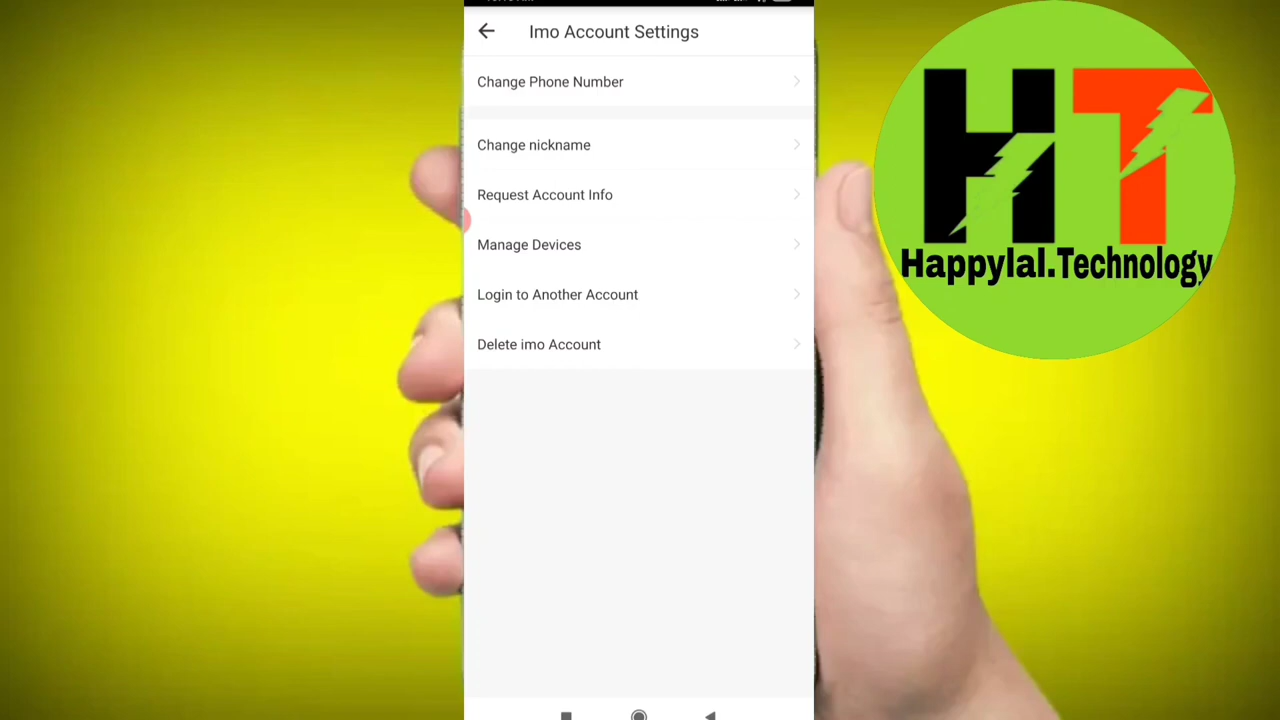 Imo Account Settings
Change Phone Number
Change nickname
Request Account Info
Manage Devices
Login to Another Account
Delete imo Account
HT
Happylal.Technology